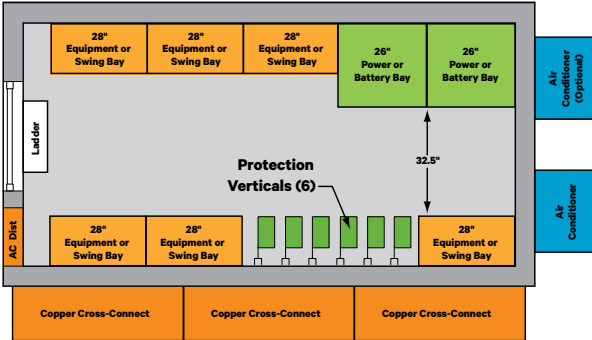 28"
Equipment or
Swing Bay
28"
Equipment or
Swing Bay
28"
Equipment or
Swing Bay
26"
Power or
Battery Bay
26"
Power or
Battery Bay
Air
Conditioner
(Optional)
Ladder
32.5"
Protection
Verticals (6)
Air
Conditioner
AC Dist
28"
Equipment or
Swing Bay
28"
Equipment or
Swing Bay
28"
Equipment or
Swing Bay
Copper Cross-Connect
Copper Cross-Connect
Copper Cross-Connect